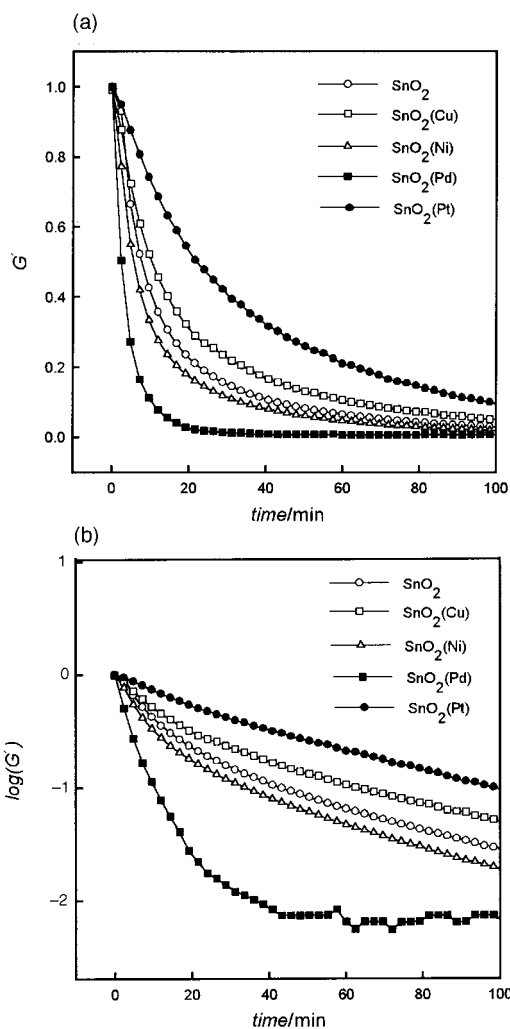 (a)
1.0
0.8
0.6
0.4
0.2
0.0
G′
SnO2
SnO2(Cu)
SnO2(Ni)
SnO2(Pd)
SnO2(Pt)
0 20 40 60 80 100
time/min
(b)
1
0
−1
−2
log(G′)
SnO2
SnO2(Cu)
SnO2(Ni)
SnO2(Pd)
SnO2(Pt)
0 20 40 60 80 100
time/min